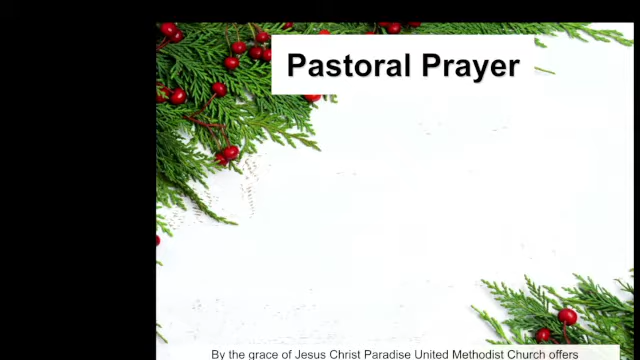 Pastoral Prayer
By the grace of Jesus Christ Paradise United Methodist Church offers